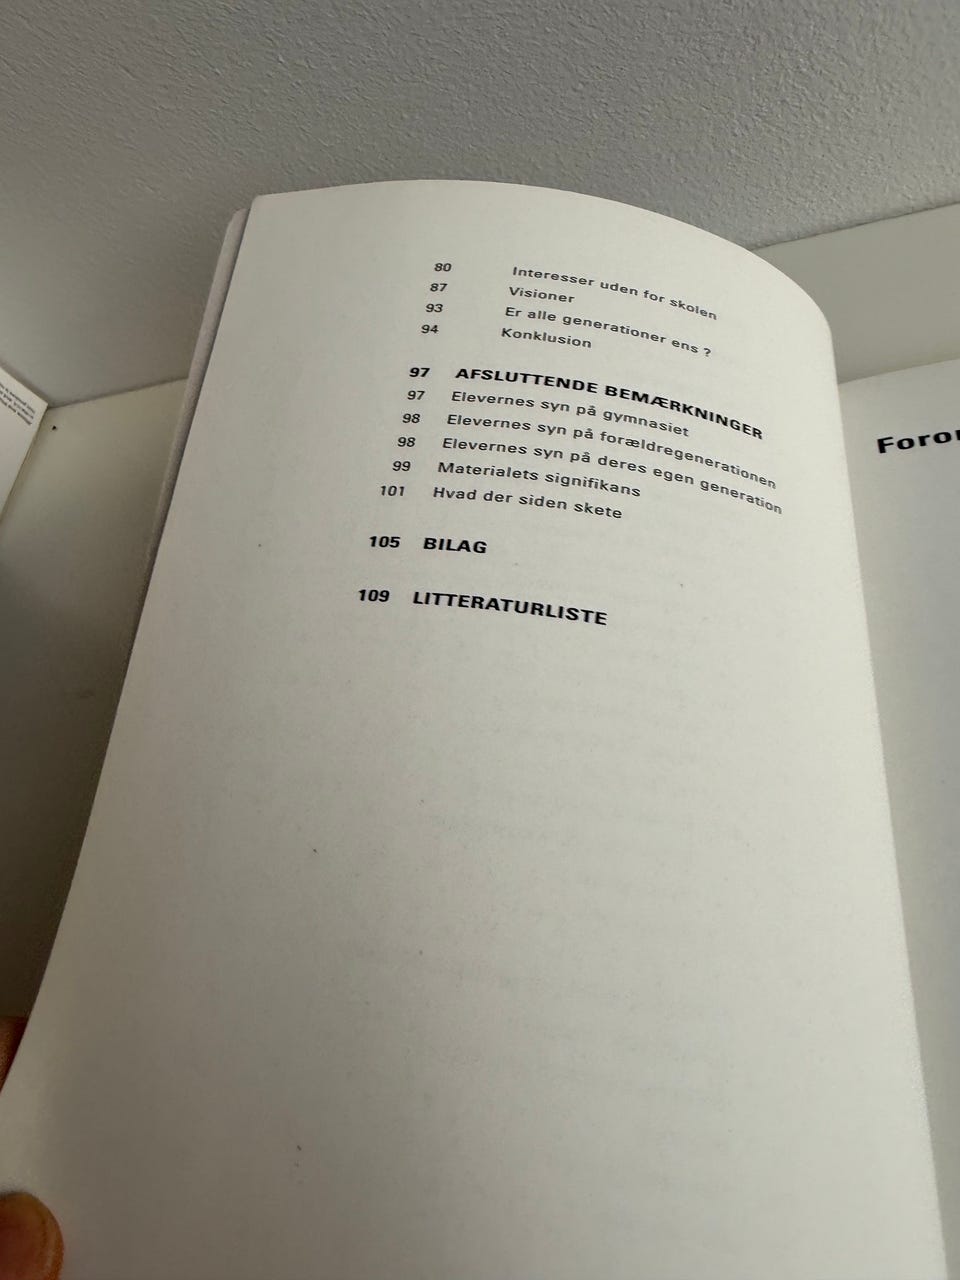 80 Interesser uden for skolen
87 Visioner
93 Er alle generationer ens ?
94 Konklusion
97 AFSLUTTENDE BEMÆRKNINGER
97 Elevernes syn på gymnasiet
98 Elevernes syn på forældregenerationen
98 Elevernes syn på deres egen generation
99 Materialets signifikans
101 Hvad der siden skete
105 BILAG
109 LITTERATURLISTE